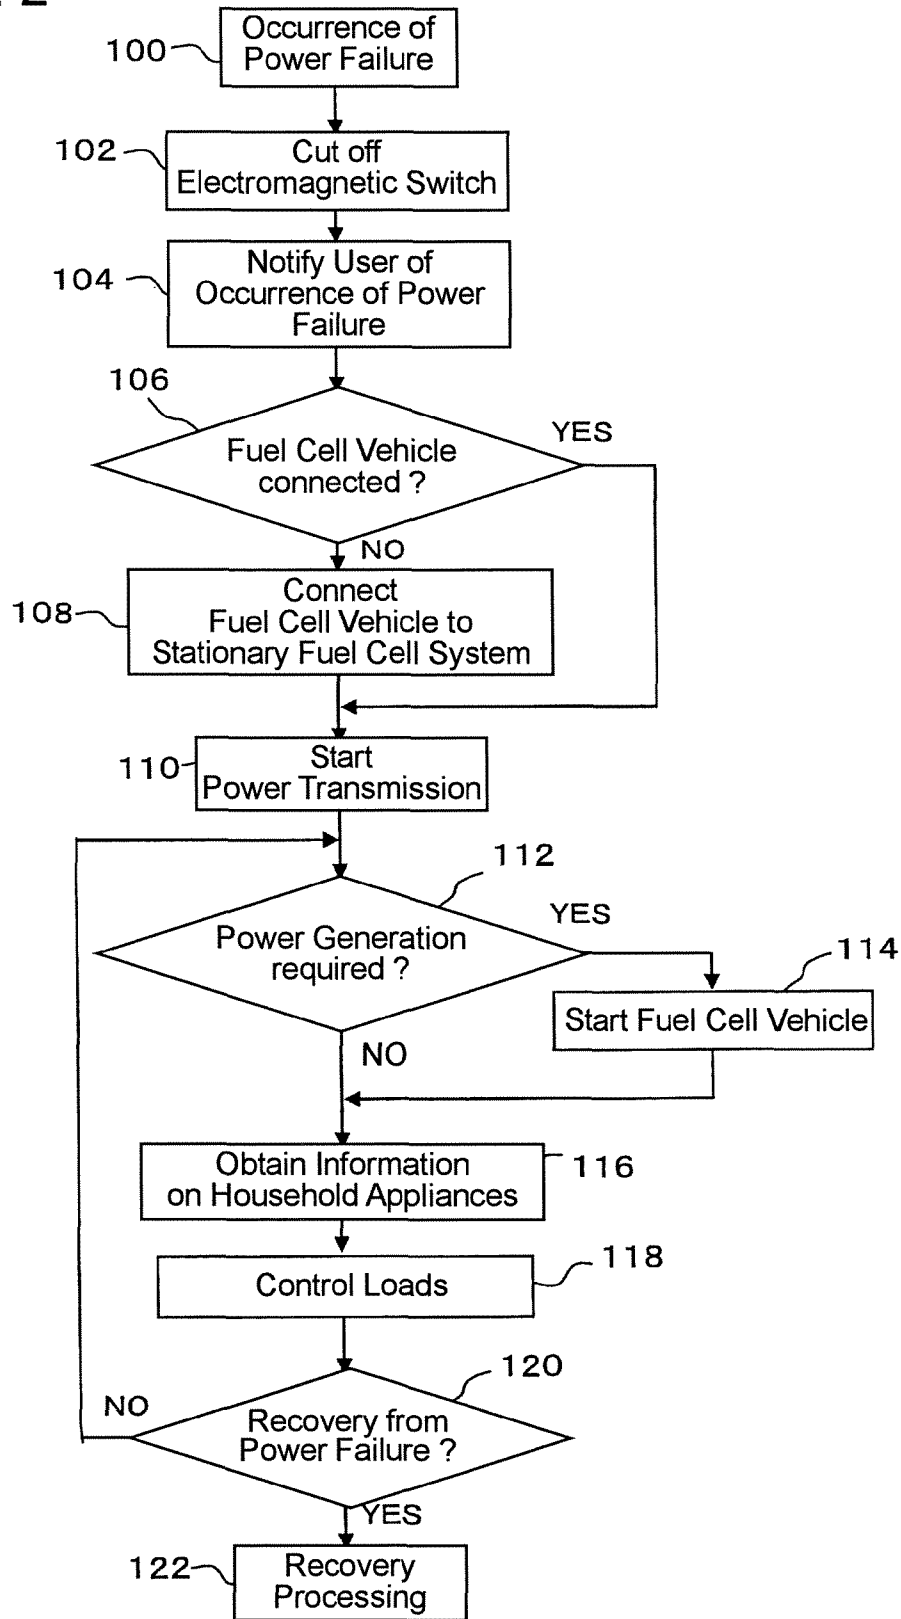 100
Occurrence of
Power Failure
102
Cut off
Electromagnetic Switch
104
Notify User of
Occurrence of Power
Failure
106
Fuel Cell Vehicle
connected ?
YES
NO
108
Connect
Fuel Cell Vehicle to
Stationary Fuel Cell System
110
Start
Power Transmission
112
Power Generation
required ?
YES
114
Start Fuel Cell Vehicle
NO
Obtain Information
on Household Appliances
116
Control Loads
118
120
NO
Recovery from
Power Failure ?
YES
122
Recovery
Processing